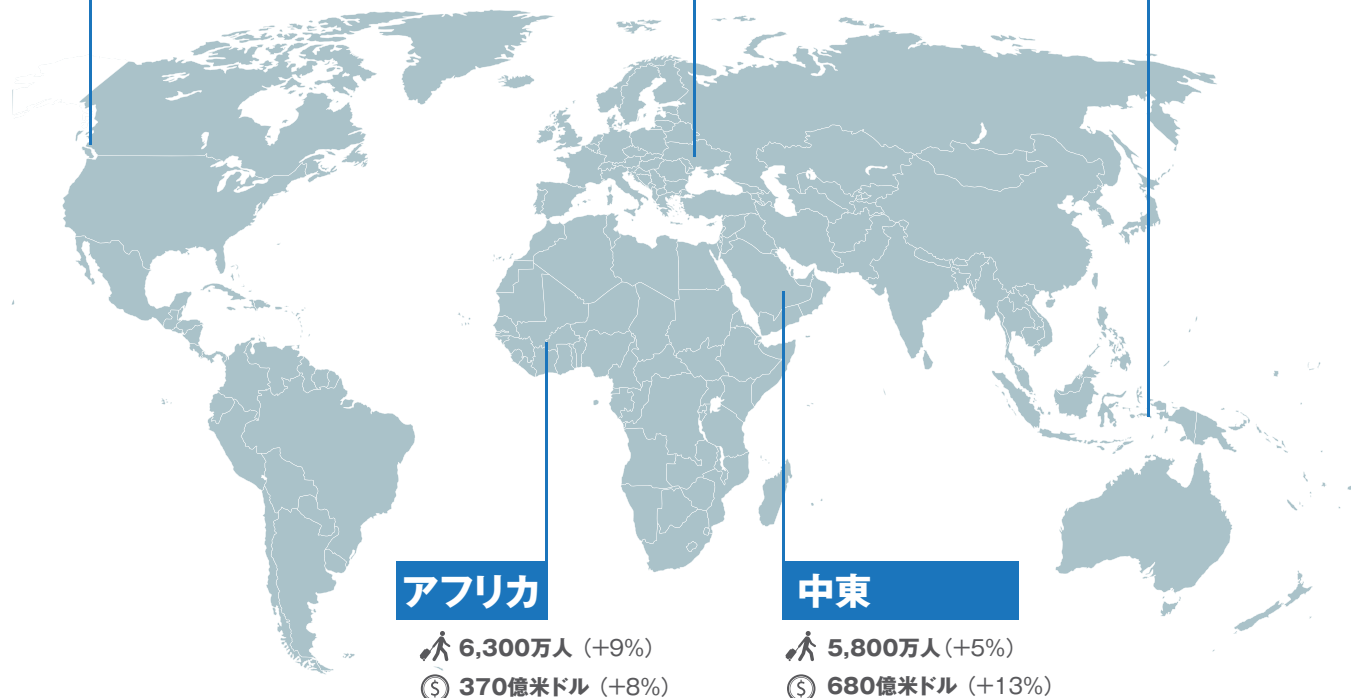 アフリカ
6,300万人（+9%）
370億米ドル（+8%）
中東
5,800万人（+5%）
680億米ドル（+13%）